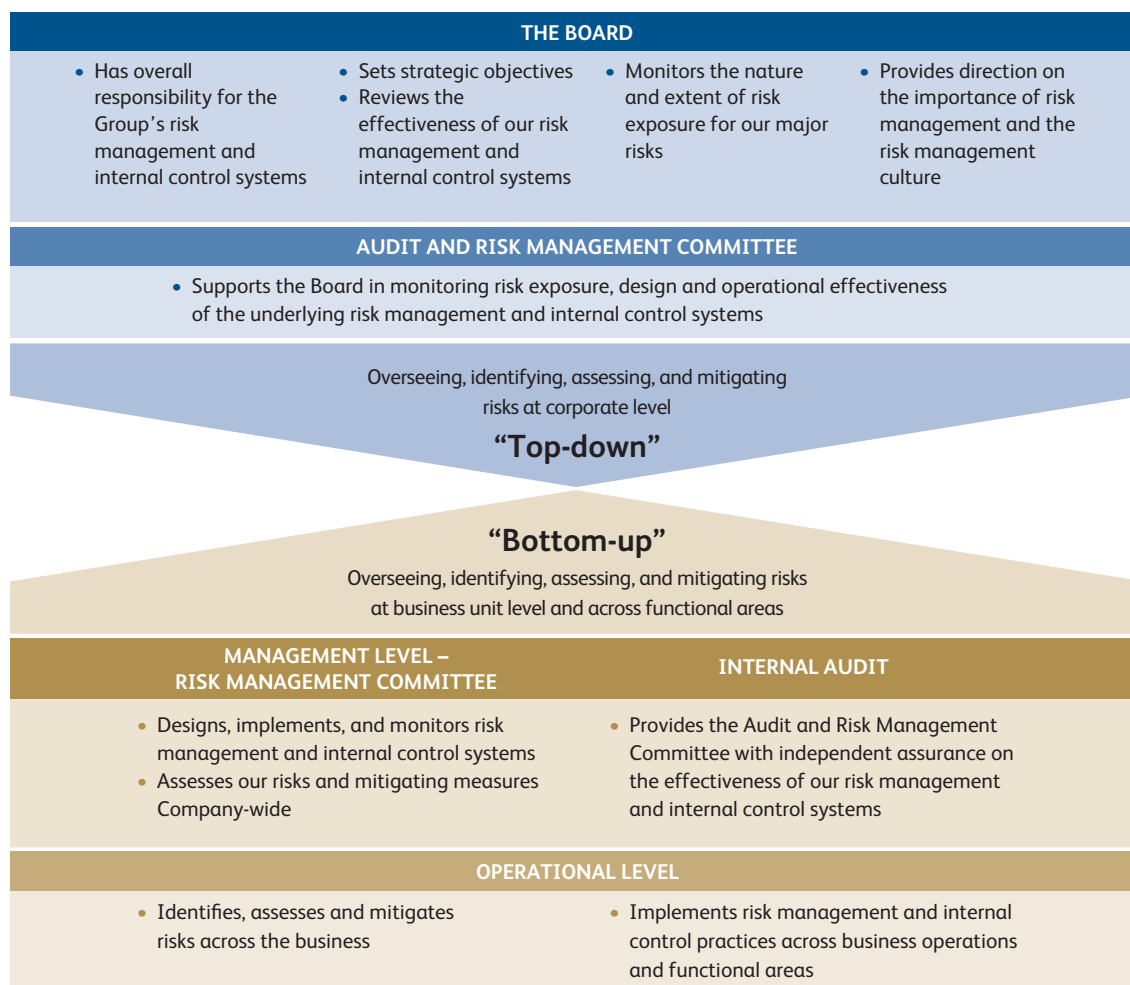 THE BOARD
• Has overall
responsibility for the
Group's risk
management and
internal control systems
• Sets strategic objectives
• Reviews the
effectiveness of our risk
management and
internal control systems
• Monitors the nature
and extent of risk
exposure for our major
risks
• Provides direction on
the importance of risk
management and the
risk management
culture
AUDIT AND RISK MANAGEMENT COMMITTEE
• Supports the Board in monitoring risk exposure, design and operational effectiveness
of the underlying risk management and internal control systems
Overseeing, identifying, assessing, and mitigating
risks at corporate level
“Top-down”
“Bottom-up”
Overseeing, identifying, assessing, and mitigating risks
at business unit level and across functional areas
MANAGEMENT LEVEL –
RISK MANAGEMENT COMMITTEE
• Designs, implements, and monitors risk
management and internal control systems
• Assesses our risks and mitigating measures
Company-wide
INTERNAL AUDIT
• Provides the Audit and Risk Management
Committee with independent assurance on
the effectiveness of our risk management
and internal control systems
OPERATIONAL LEVEL
• Identifies, assesses and mitigates
risks across the business
• Implements risk management and internal
control practices across business operations
and functional areas